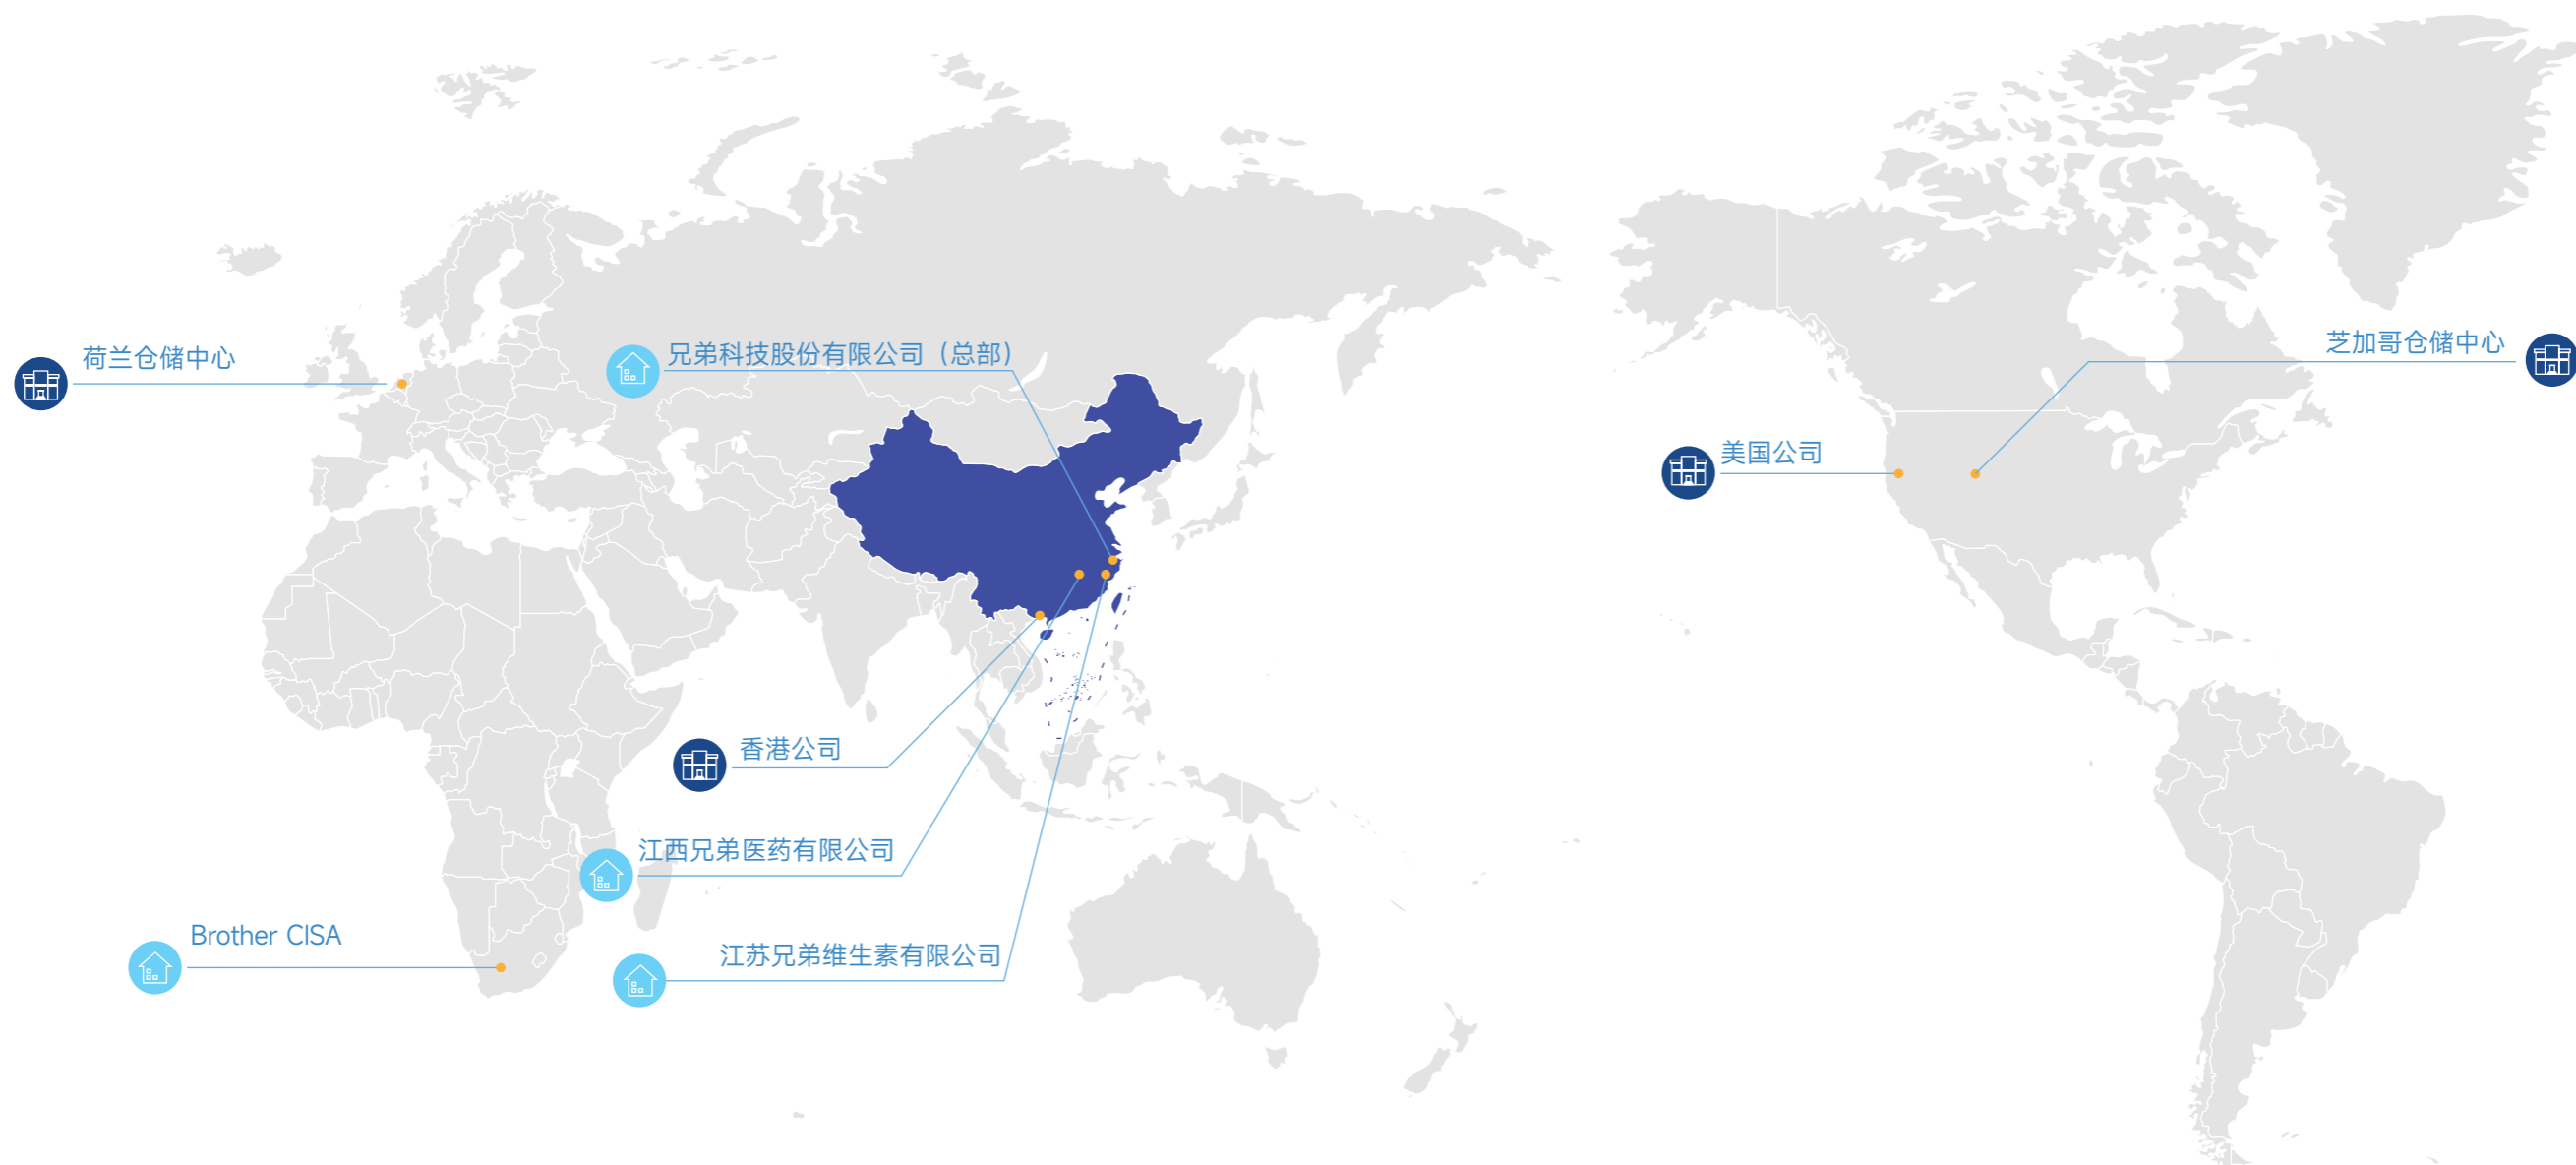 芝加哥仓储中心
荷兰仓储中心
兄弟科技股份有限公司（总部）
美国公司
香港公司
江西兄弟医药有限公司
Brother CISA
江苏兄弟维生素有限公司